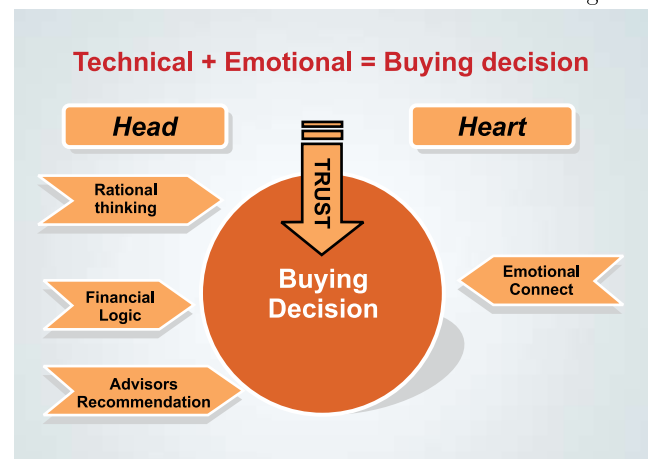 Technical + Emotional = Buying decision
Head
Heart
TRUST
Rational
thinking
Buying
Decision
Emotional
Connect
Financial
Logic
Advisors
Recommendation